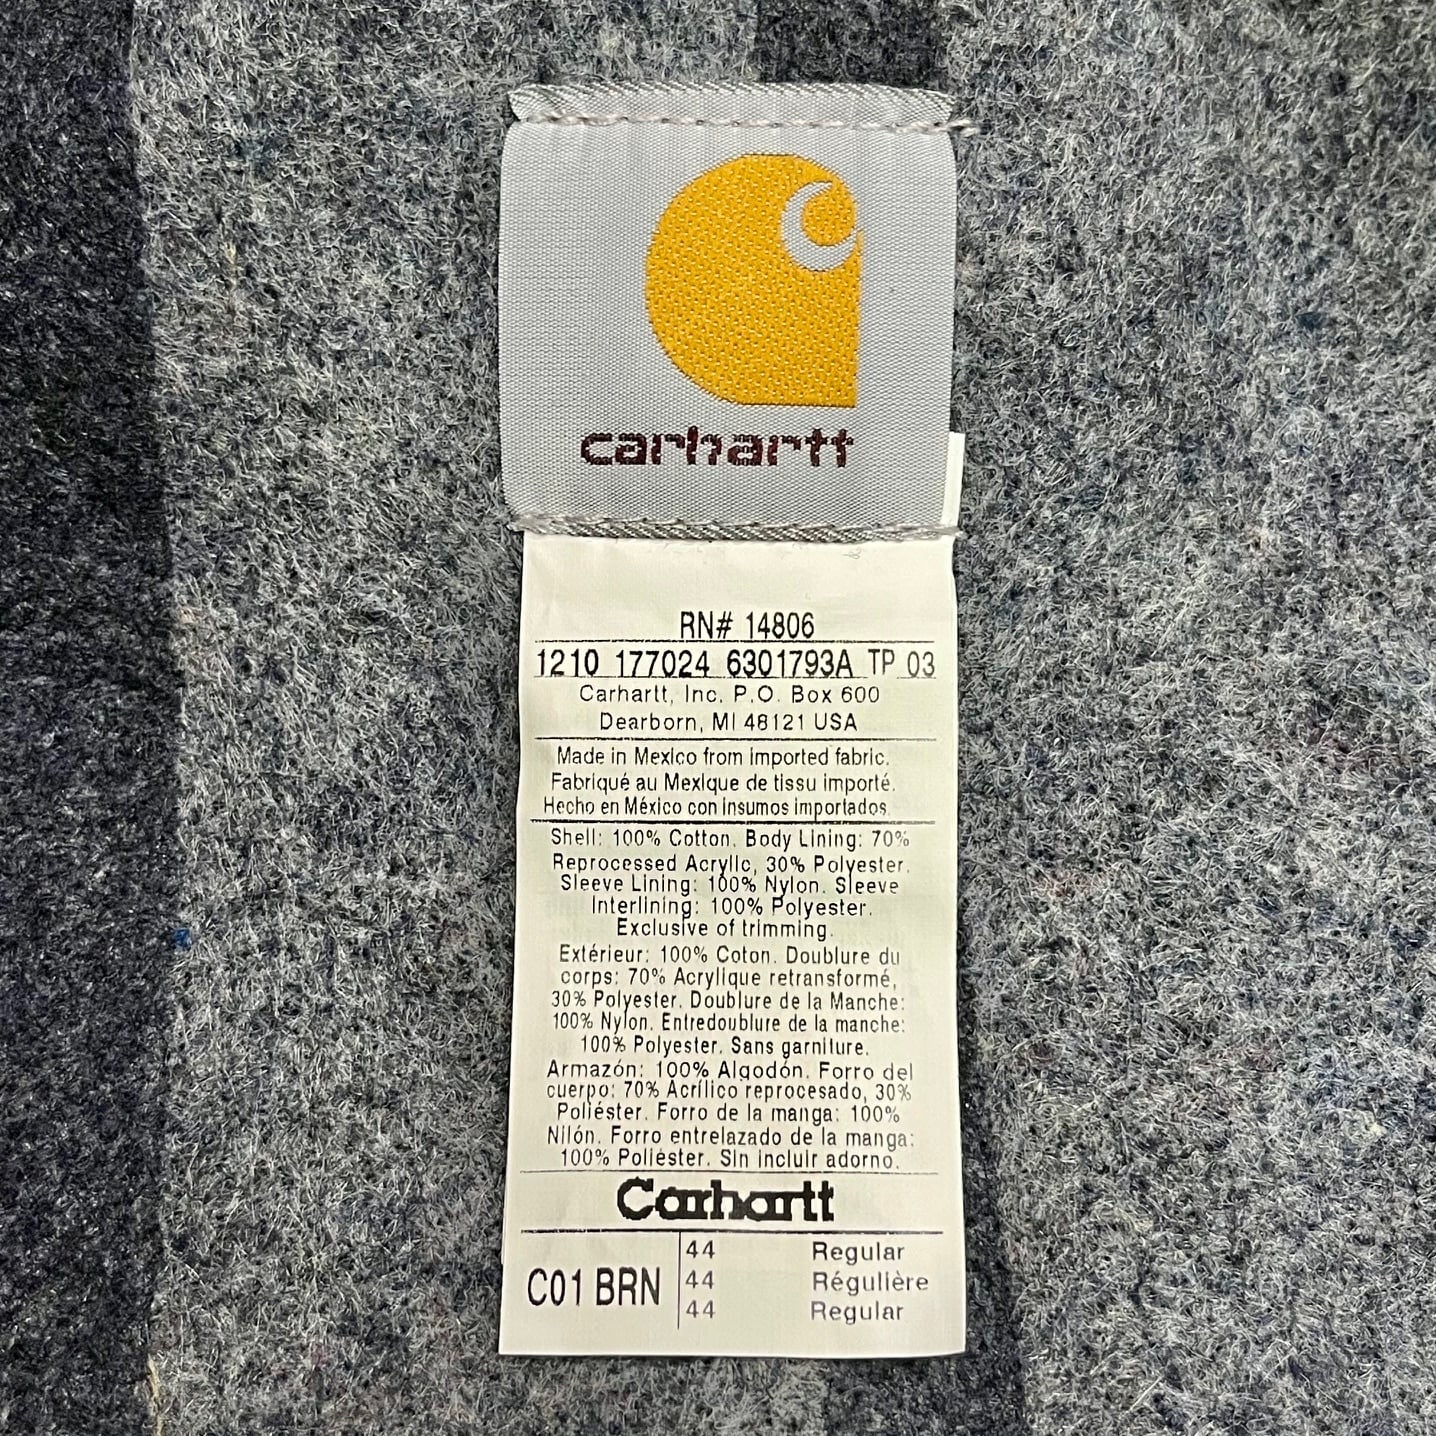 carhartt
RN# 14806
1210 177024 6301793A TP 03
Carhartt, Inc. P.O. Box 600
Dearborn, MI 48121 USA
Made in Mexico from imported fabric.
Fabriqué au Mexique de tissu importé.
Hecho en México con insumos importados.
Shell: 100% Cotton. Body Lining: 70%
Reprocessed Acrylic, 30% Polyester.
Sleeve Lining: 100% Nylon. Sleeve
Interlining: 100% Polyester.
Exclusive of trimming.
Extérieur: 100% Coton. Doublure du
corps: 70% Acrylique retransformé,
30% Polyester. Doublure de la Manche:
100% Nylon. Entredoublure de la manche:
100% Polyester. Sans garniture.
Armazón: 100% Algodón. Forro del
cuerpo: 70% Acrílico reprocesado, 30%
Poliéster. Forro de la manga: 100%
Nilón. Forro entrelazado de la manga:
100% Poliéster. Sin incluir adorno.
Carhartt
C01 BRN
44 Regular
44 Régulière
44 Regular